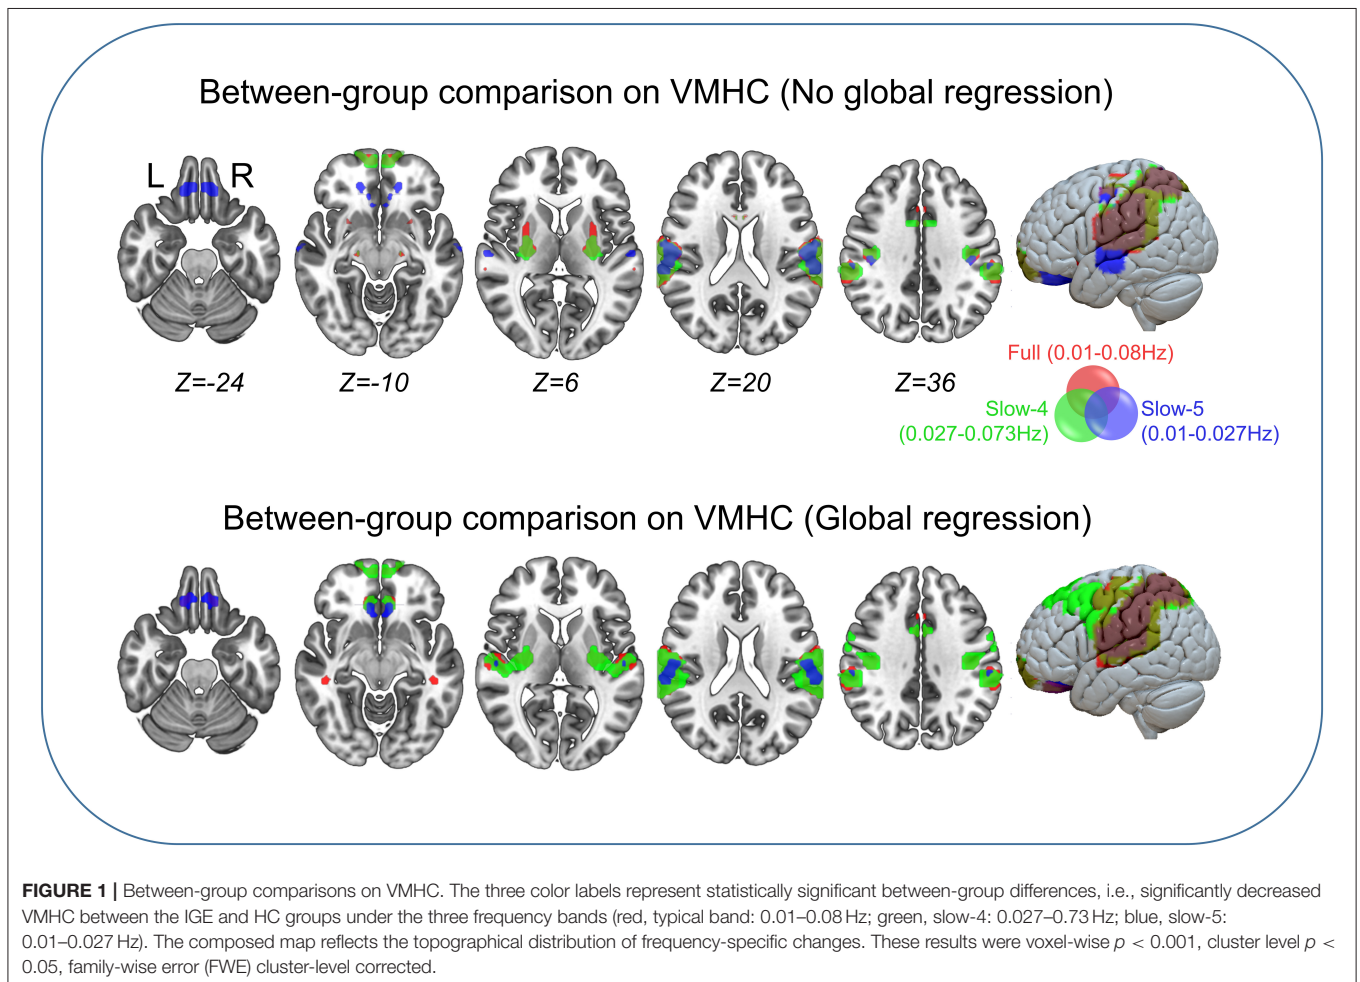 Between-group comparison on VMHC (No global regression)
L R
Z=-24 Z=-10 Z=6 Z=20 Z=36
Full (0.01-0.08Hz)
Slow-4 Slow-5
(0.027-0.073Hz) (0.01-0.027Hz)
Between-group comparison on VMHC (Global regression)
FIGURE 1 | Between-group comparisons on VMHC. The three color labels represent statistically significant between-group differences, i.e., significantly decreased
VMHC between the IGE and HC groups under the three frequency bands (red, typical band: 0.01–0.08 Hz; green, slow-4: 0.027–0.73 Hz; blue, slow-5:
0.01–0.027 Hz). The composed map reflects the topographical distribution of frequency-specific changes. These results were voxel-wise p < 0.001, cluster level p <
0.05, family-wise error (FWE) cluster-level corrected.